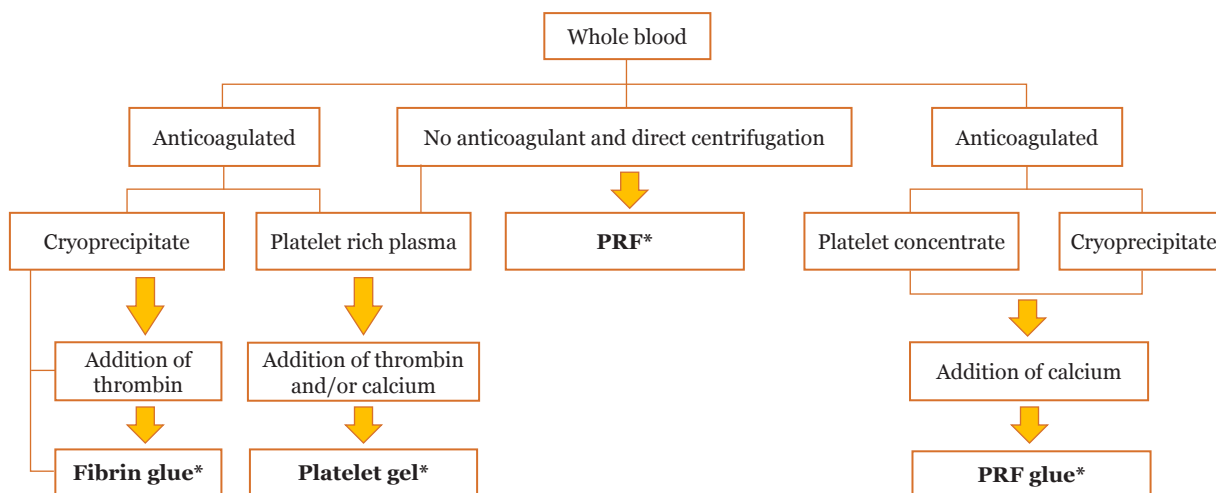 Whole blood
Anticoagulated
No anticoagulant and direct centrifugation
Anticoagulated
Cryoprecipitate
Platelet rich plasma
PRF*
Platelet concentrate
Cryoprecipitate
Addition of
thrombin
Addition of thrombin
and/or calcium
Addition of calcium
Fibrin glue*
Platelet gel*
PRF glue*